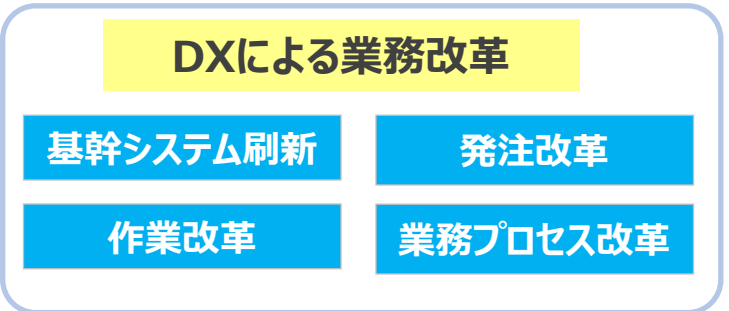 DXによる業務改革
基幹システム刷新
発注改革
作業改革
業務プロセス改革